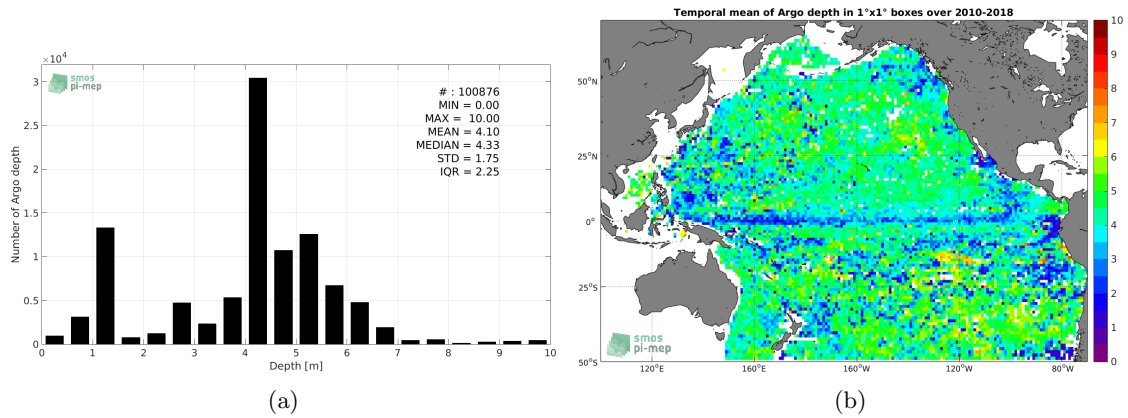 ×10⁴
smos
pi-mep
# : 100876
MIN = 0.00
MAX = 10.00
MEAN = 4.10
MEDIAN = 4.33
STD = 1.75
IQR = 2.25
Number of Argo depth
3
2.5
2
1.5
1
0.5
0
0 1 2 3 4 5 6 7 8 9 10
Depth [m]
(a)
Temporal mean of Argo depth in 1°x1° boxes over 2010-2018
50°N
25°N
0°
25°S
50°S
120°E 160°E 160°W 120°W 80°W
smos
pi-mep
10
9
8
7
6
5
4
3
2
1
0
(b)